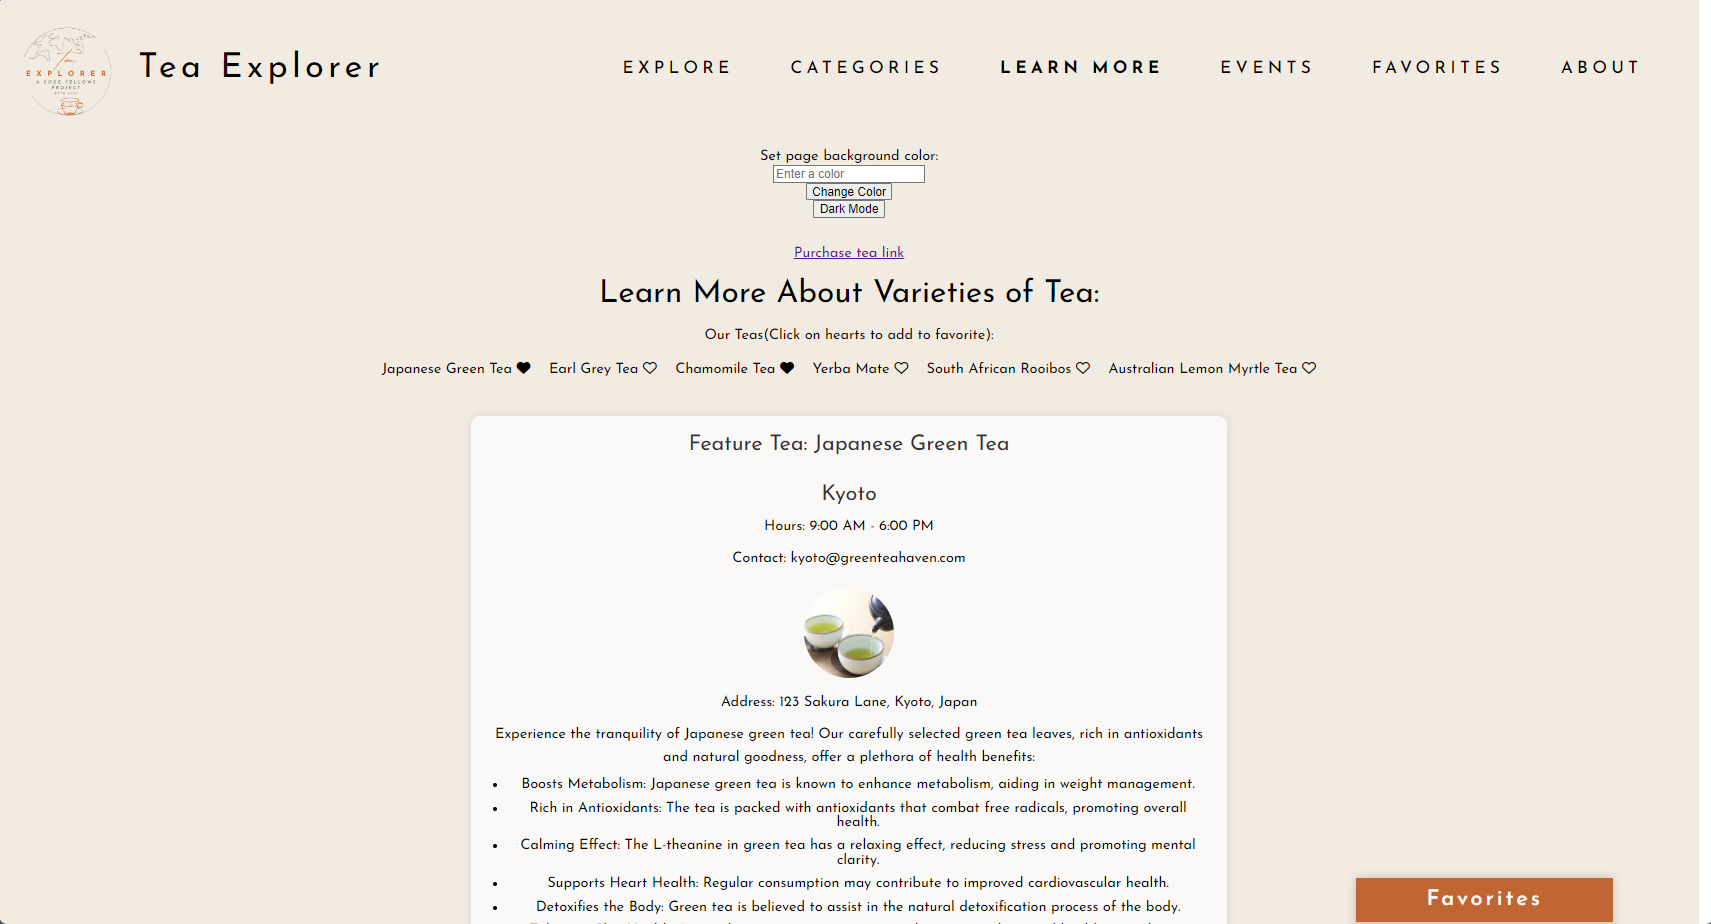 Tea
EXPLORER
A CODE FELLOWS
PROJECT
Tea Explorer
EXPLORE CATEGORIES LEARN MORE EVENTS FAVORITES ABOUT
Set page background color:
Enter a color
Change Color
Dark Mode
Purchase tea link
Learn More About Varieties of Tea:
Our Teas(Click on hearts to add to favorite):
Japanese Green Tea Earl Grey Tea Chamomile Tea Yerba Mate South African Rooibos Australian Lemon Myrtle Tea
Feature Tea: Japanese Green Tea
Kyoto
Hours: 9:00 AM - 6:00 PM
Contact: kyoto@greenteahaven.com
Address: 123 Sakura Lane, Kyoto, Japan
Experience the tranquility of Japanese green tea! Our carefully selected green tea leaves, rich in antioxidants
and natural goodness, offer a plethora of health benefits:
• Boosts Metabolism: Japanese green tea is known to enhance metabolism, aiding in weight management.
• Rich in Antioxidants: The tea is packed with antioxidants that combat free radicals, promoting overall
health.
• Calming Effect: The L-theanine in green tea has a relaxing effect, reducing stress and promoting mental
clarity.
• Supports Heart Health: Regular consumption may contribute to improved cardiovascular health.
• Detoxifies the Body: Green tea is believed to assist in the natural detoxification process of the body.
Favorites